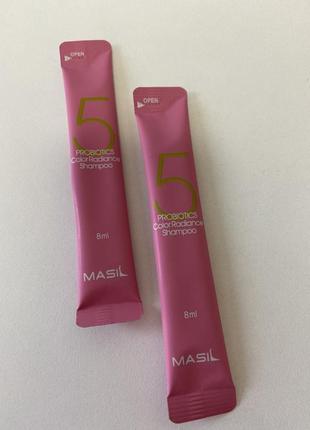 OPEN
5
PROBIOTICS
Color Radiance
Shampoo
8ml
MASIL
OPEN
5
PROBIOTICS
Color Radiance
Shampoo
8ml
MASIL